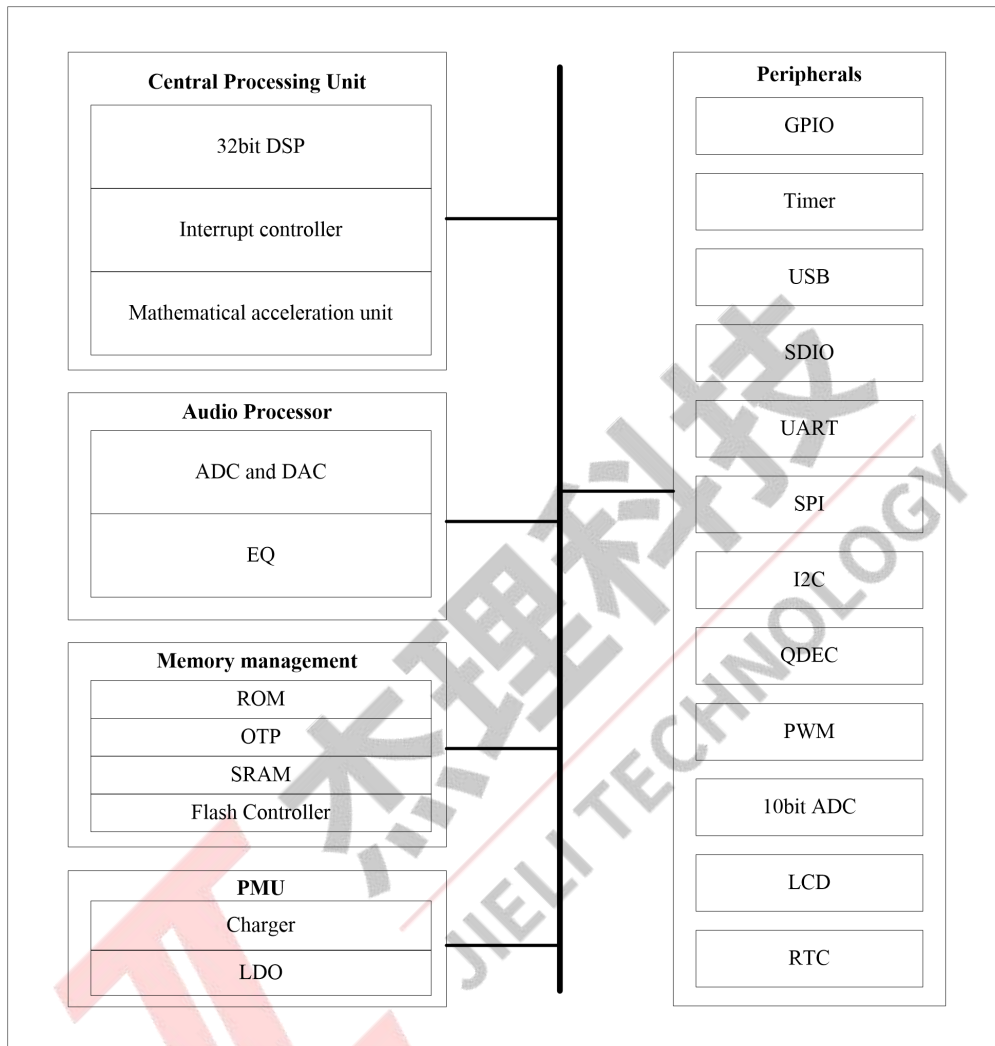 Central Processing Unit
32bit DSP
Interrupt controller
Mathematical acceleration unit
Audio Processor
ADC and DAC
EQ
Memory management
ROM
OTP
SRAM
Flash Controller
PMU
Charger
LDO
Peripherals
GPIO
Timer
USB
SDIO
UART
SPI
I2C
QDEC
PWM
10bit ADC
LCD
RTC
杰理科技
JIELI TECHNOLOGY